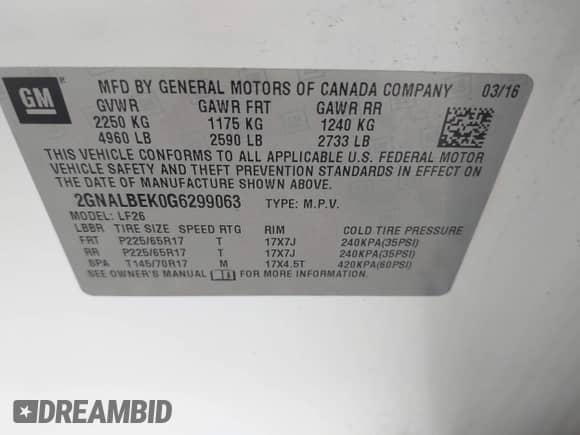 GM
MFD BY GENERAL MOTORS OF CANADA COMPANY 03/16
GVWR GAWR FRT GAWR RR
2250 KG 1175 KG 1240 KG
4960 LB 2590 LB 2733 LB
THIS VEHICLE CONFORMS TO ALL APPLICABLE U.S. FEDERAL MOTOR
VEHICLE SAFETY AND THEFT PREVENTION STANDARDS IN EFFECT ON
THE DATE OF MANUFACTURE SHOWN ABOVE.
2GNALBEK0G6299063 TYPE: M.P.V.
MODEL: LF26
LBBR TIRE SIZE SPEED RTG RIM COLD TIRE PRESSURE
FRT P225/65R17 T 17X7J 240KPA(35PSI)
RR P225/65R17 T 17X7J 240KPA(35PSI)
SPA T145/70R17 M 17X4.5T 420KPA(60PSI)
SEE OWNER'S MANUAL FOR MORE INFORMATION.
DREAMBID